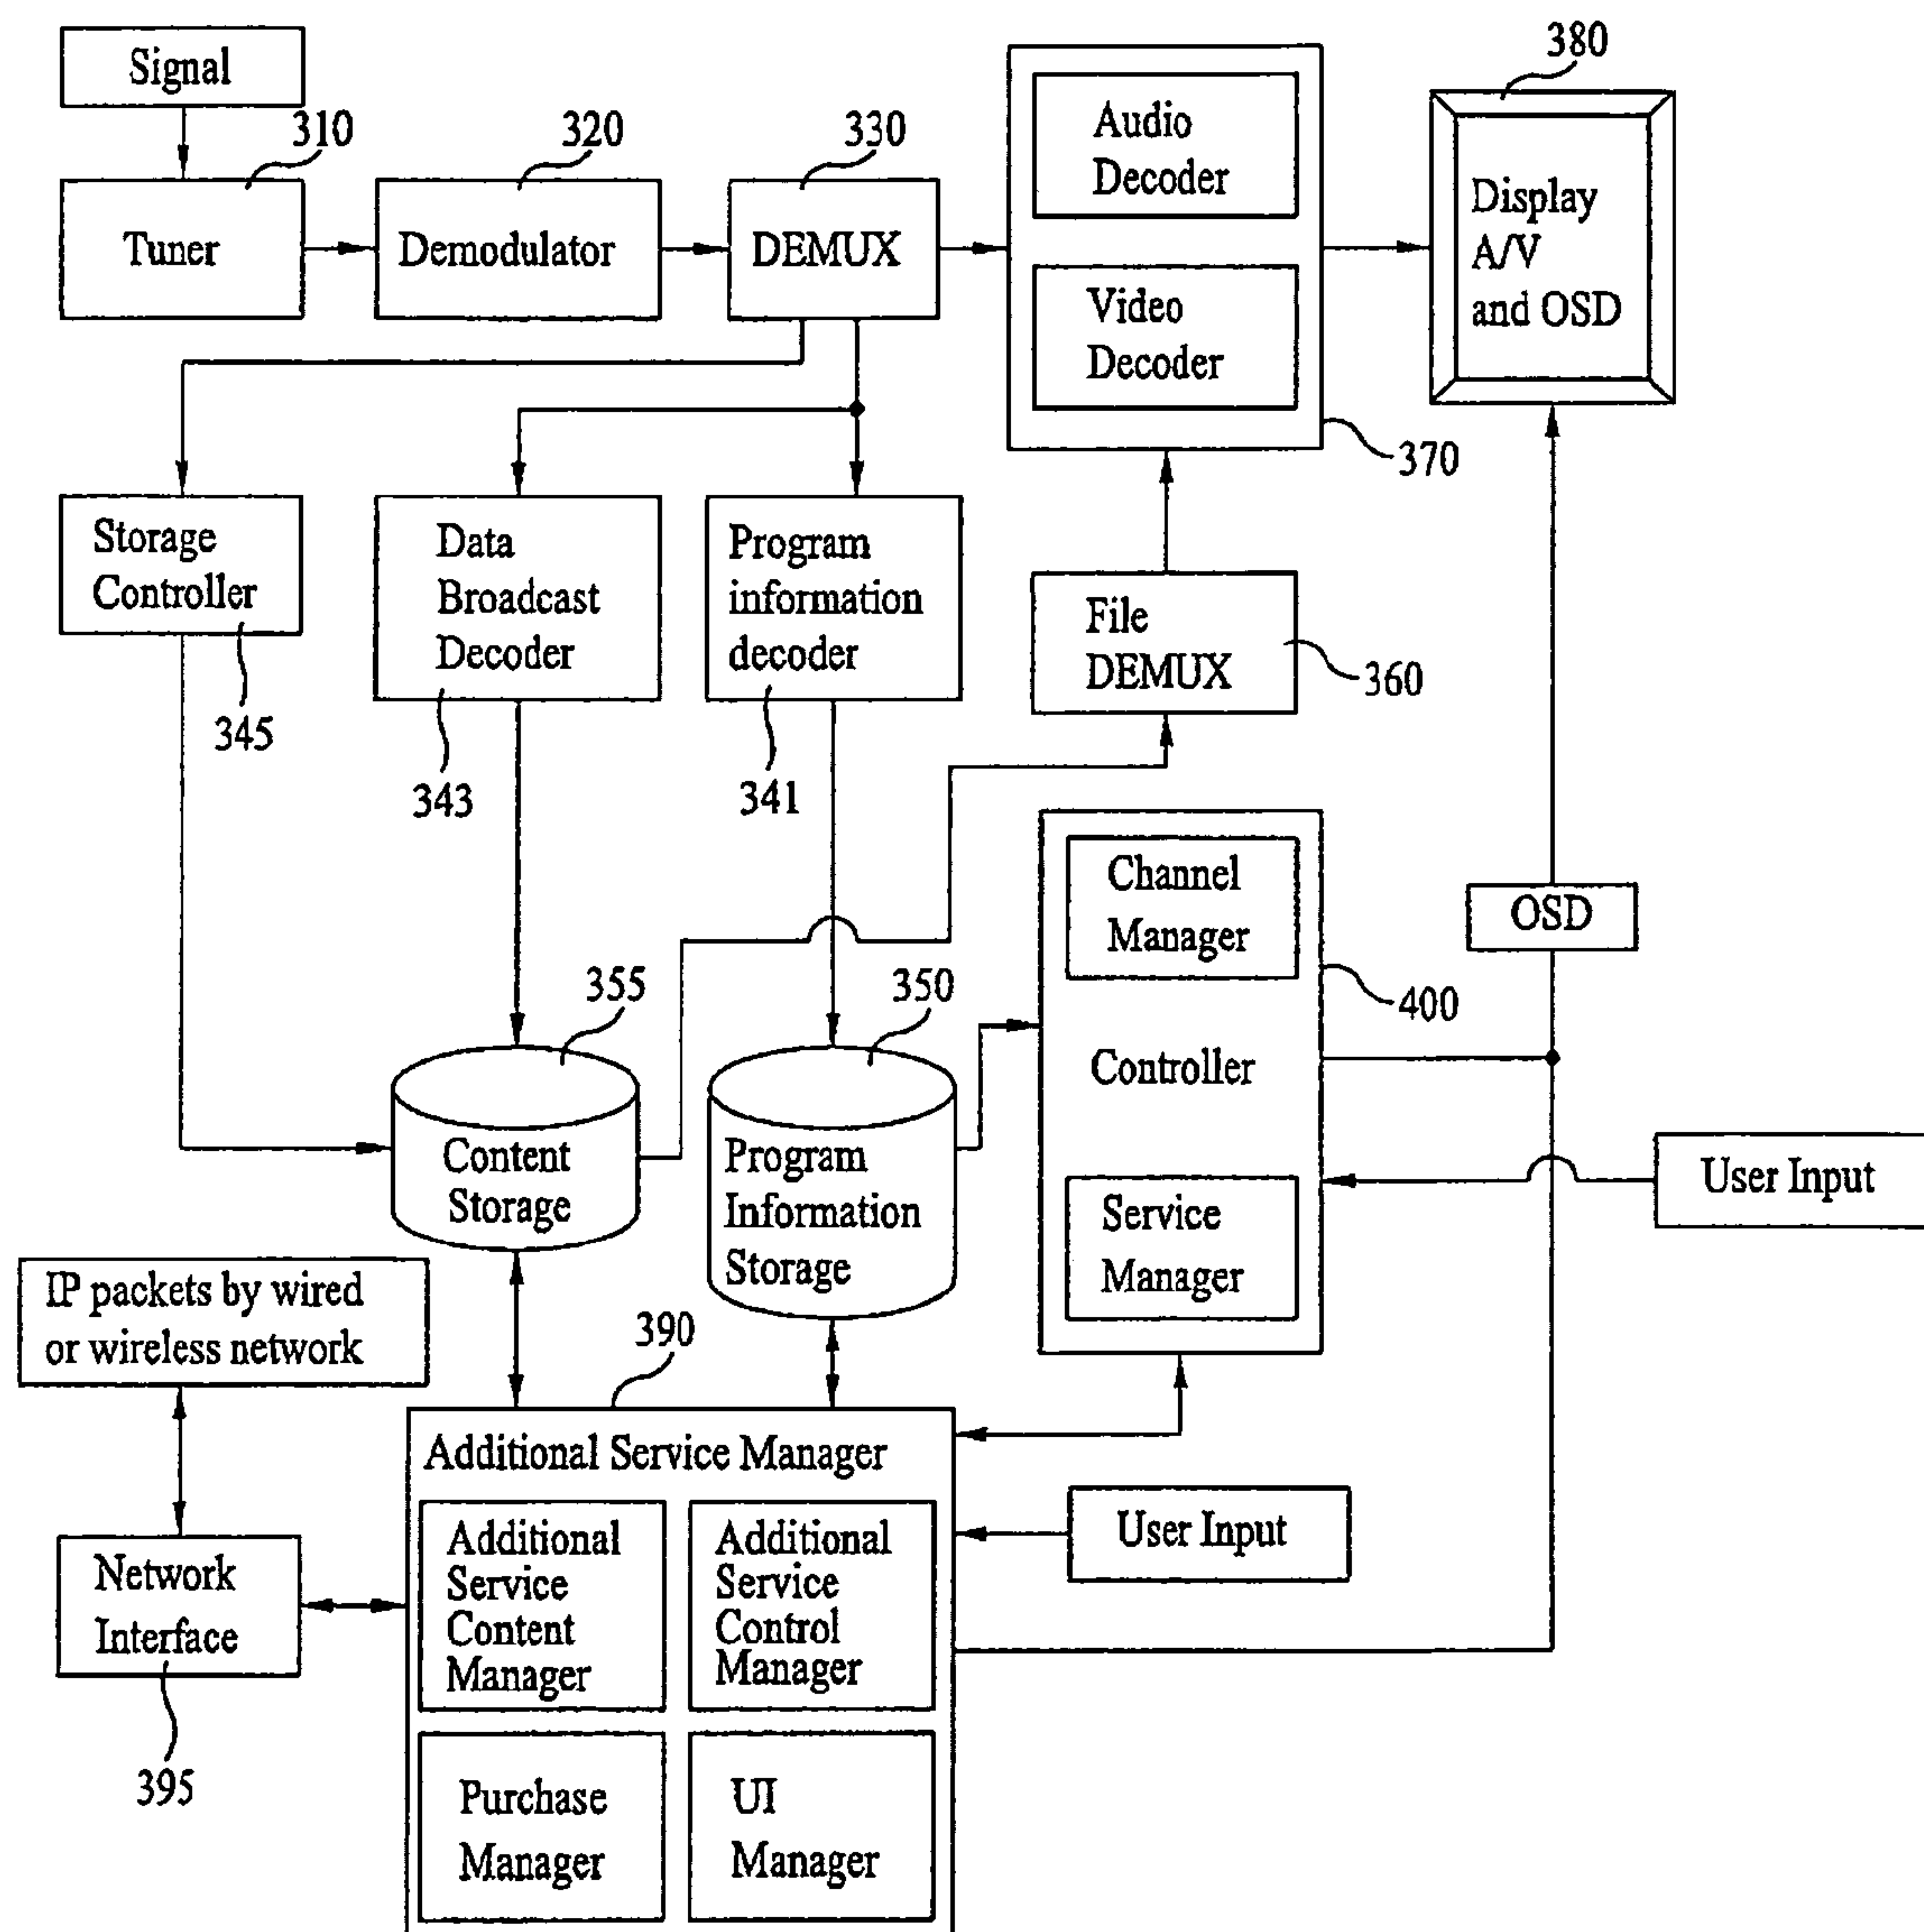 Signal
380
310
320
330
Audio
Decoder
Display
A/V
and OSD
Tuner
Demodulator
DEMUX
Video
Decoder
370
Storage
Controller
Data
Broadcast
Decoder
Program
information
decoder
File
DEMUX
360
345
343
341
Channel
Manager
OSD
355
350
400
Controller
Content
Storage
Program
Information
Storage
User Input
Service
Manager
IP packets by wired
or wireless network
390
Additional Service Manager
Additional
Service
Content
Manager
Additional
Service
Control
Manager
User Input
Network
Interface
395
Purchase
Manager
UI
Manager